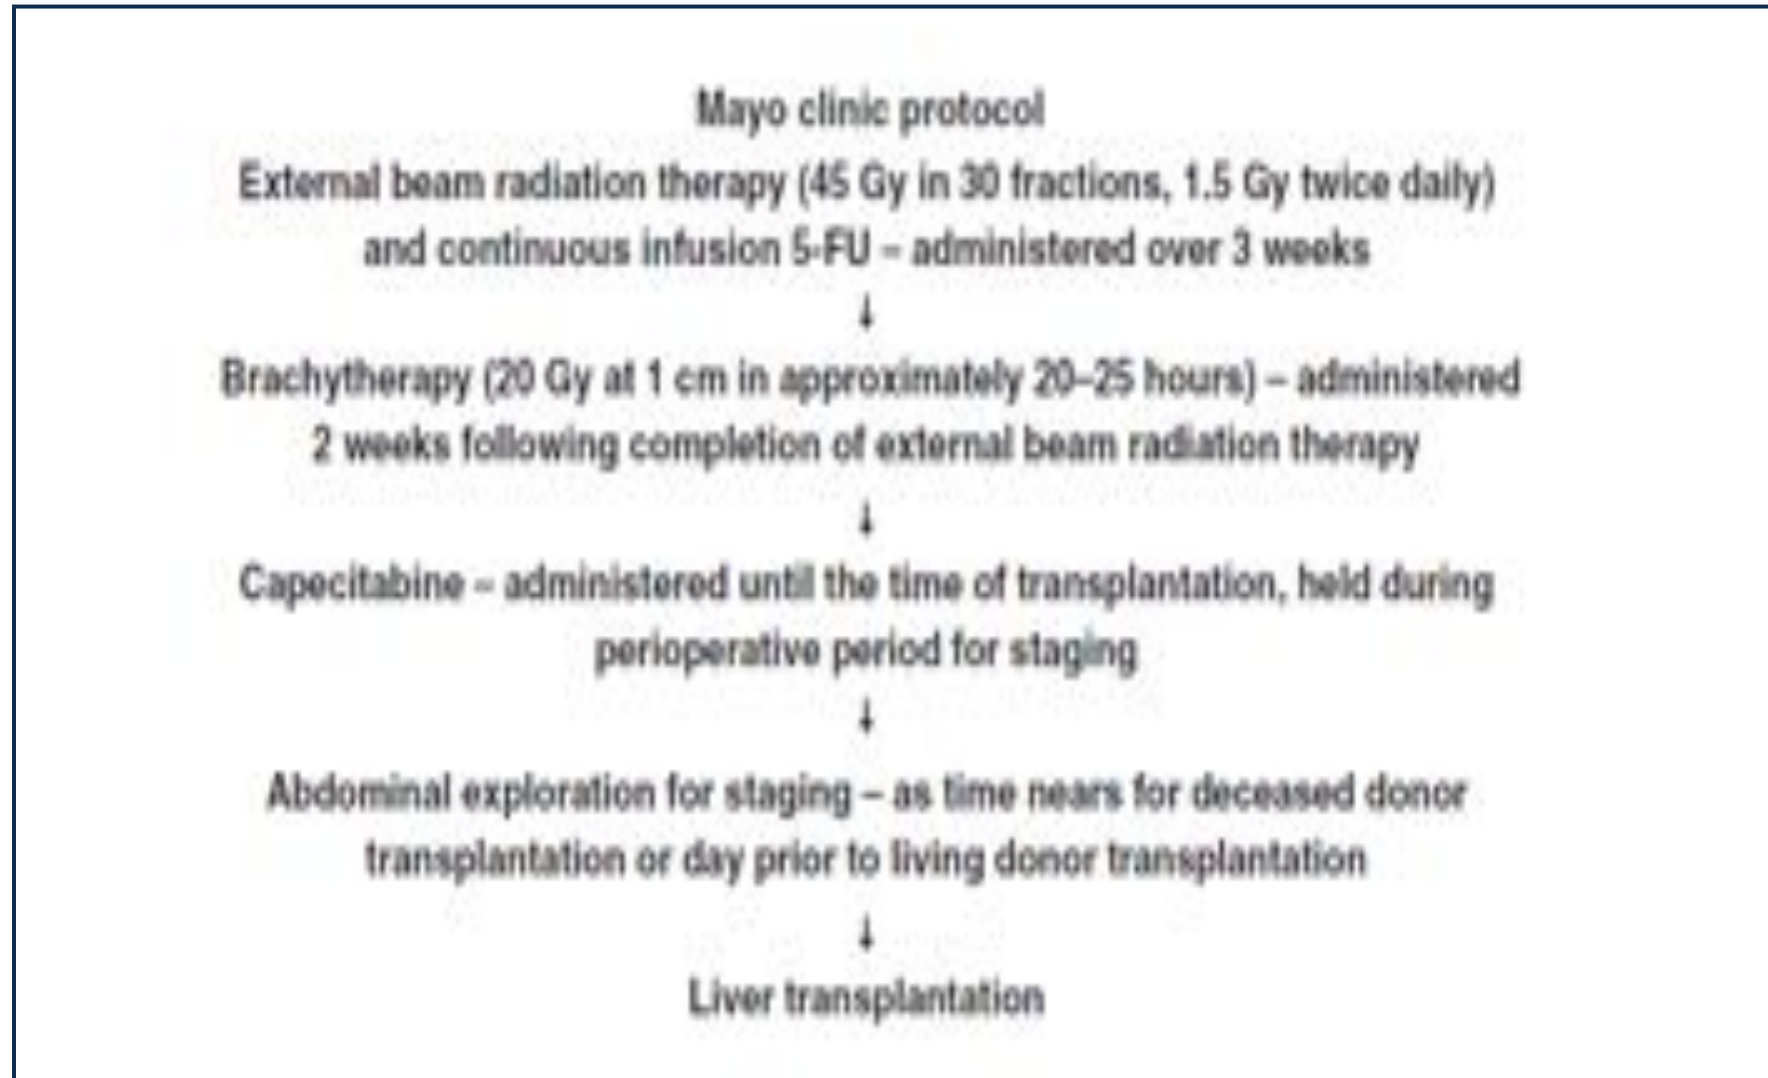 Mayo clinic protocol
External beam radiation therapy (45 Gy in 30 fractions, 1.5 Gy twice daily)
and continuous infusion 5-FU – administered over 3 weeks
↓
Brachytherapy (20 Gy at 1 cm in approximately 20–25 hours) – administered
2 weeks following completion of external beam radiation therapy
↓
Capecitabine – administered until the time of transplantation, held during
perioperative period for staging
↓
Abdominal exploration for staging – as time nears for deceased donor
transplantation or day prior to living donor transplantation
↓
Liver transplantation